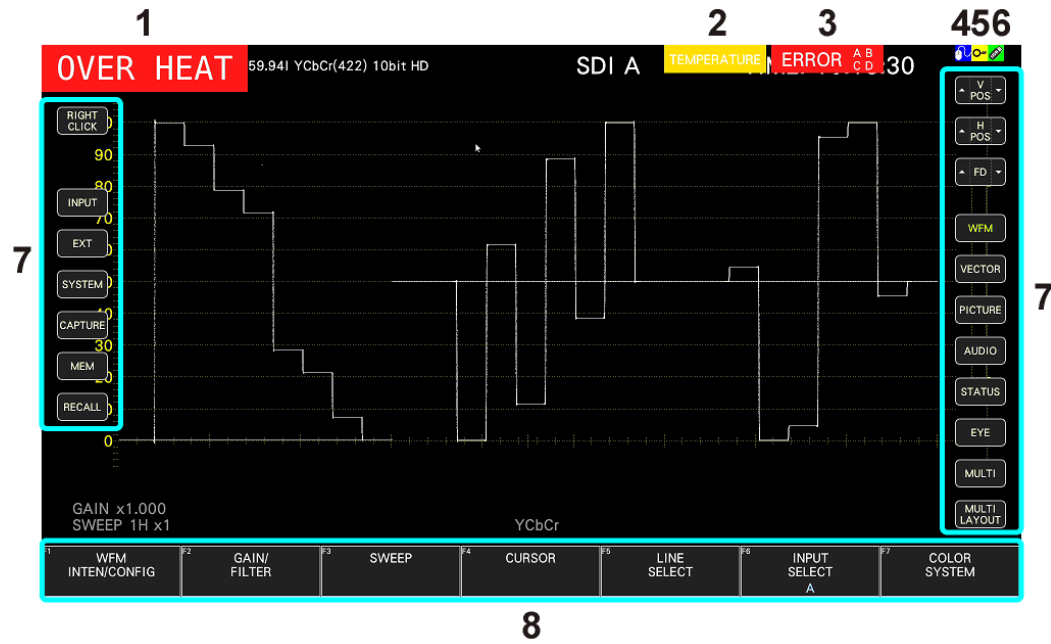 1
2
3
456
OVER HEAT
59.94I YCbCr(422) 10bit HD
SDI A
TEMPERATURE
ERROR A B
C D
:30
RIGHT
CLICK
90
80
INPUT
70
EXT
SYSTEM
CAPTURE
MEM
20
RECALL
0
7
V
POS
H
POS
FD
WFM
VECTOR
PICTURE
AUDIO
STATUS
EYE
MULTI
MULTI
LAYOUT
7
GAIN x1.000
SWEEP 1H x1
YCbCr
F1 WFM
INTEN/CONFIG
F2 GAIN/
FILTER
F3 SWEEP
F4 CURSOR
F5 LINE
SELECT
F6 INPUT
SELECT
A
F7 COLOR
SYSTEM
8